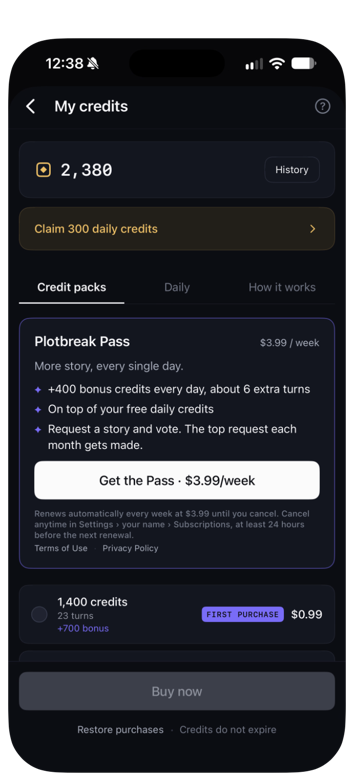 12:38
My credits
?
2,380
History
Claim 300 daily credits
Credit packs
Daily
How it works
Plotbreak Pass
$3.99 / week
More story, every single day.
+400 bonus credits every day, about 6 extra turns
On top of your free daily credits
Request a story and vote. The top request each
month gets made.
Get the Pass · $3.99/week
Renews automatically every week at $3.99 until you cancel. Cancel
anytime in Settings › your name › Subscriptions, at least 24 hours
before the next renewal.
Terms of Use · Privacy Policy
1,400 credits
23 turns
+700 bonus
FIRST PURCHASE
$0.99
Buy now
Restore purchases · Credits do not expire